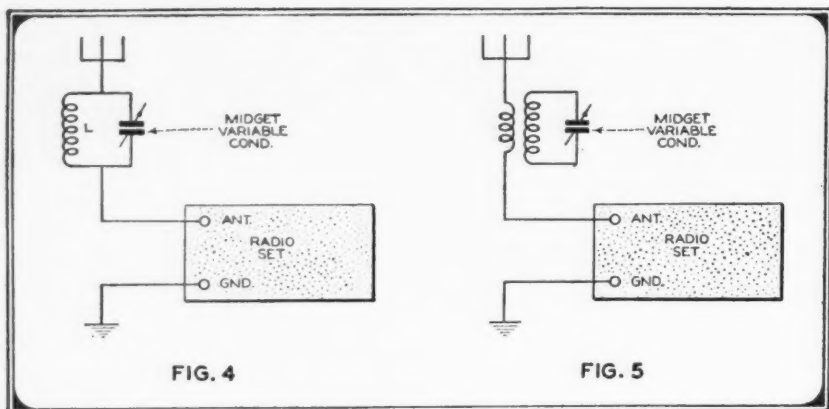 L
MIDGET
VARIABLE
COND.
ANT.
RADIO
SET
GND.
FIG. 4
MIDGET
VARIABLE
COND.
ANT.
RADIO
SET
GND.
FIG. 5